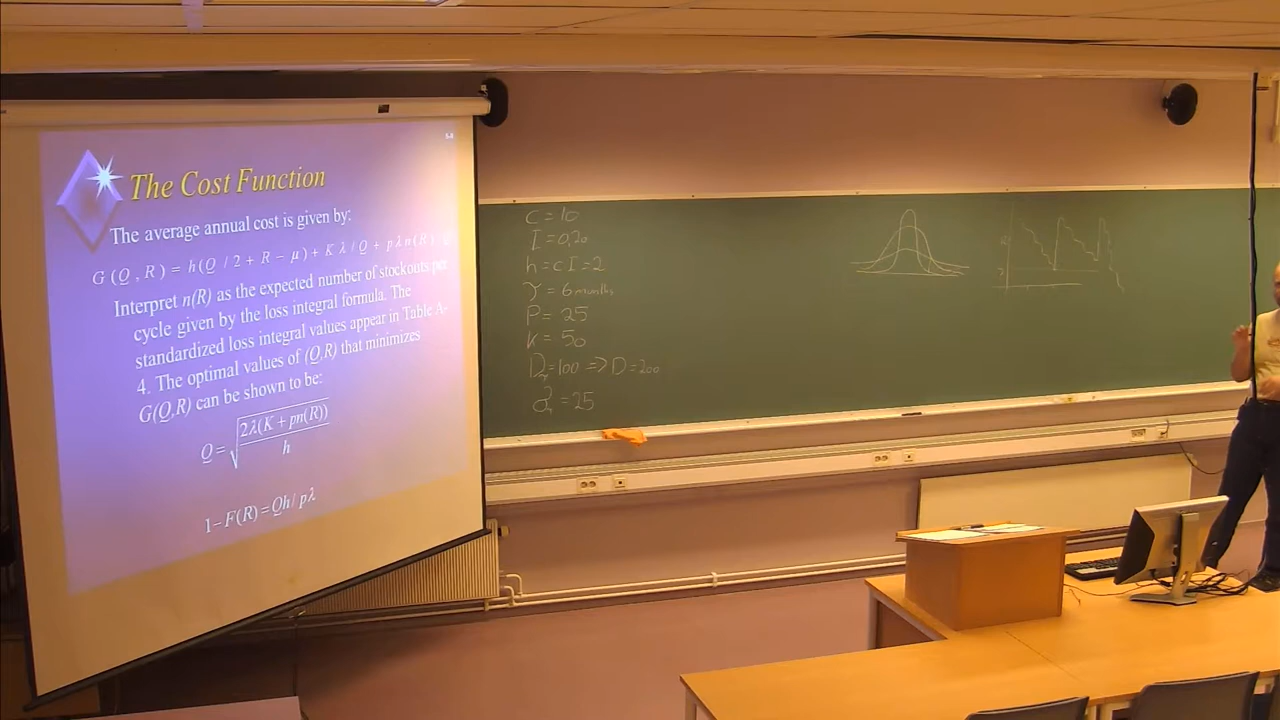 The Cost Function
The average annual cost is given by:
G (Q , R) = h(Q / 2 + R − μ) + K λ / Q + pλn(R)
Interpret n(R) as the expected number of stockouts per
cycle given by the loss integral formula. The
standardized loss integral values appear in Table A-
4. The optimal values of (Q,R) that minimizes
G(Q,R) can be shown to be:
Q = √(2λ(K + pn(R)) / h)
1− F(R) = Qh / pλ
C = 10
I = 0,20
h = c I = 2
γ = 6 months
P = 25
K = 50
D = 100 => D = 200
= 25